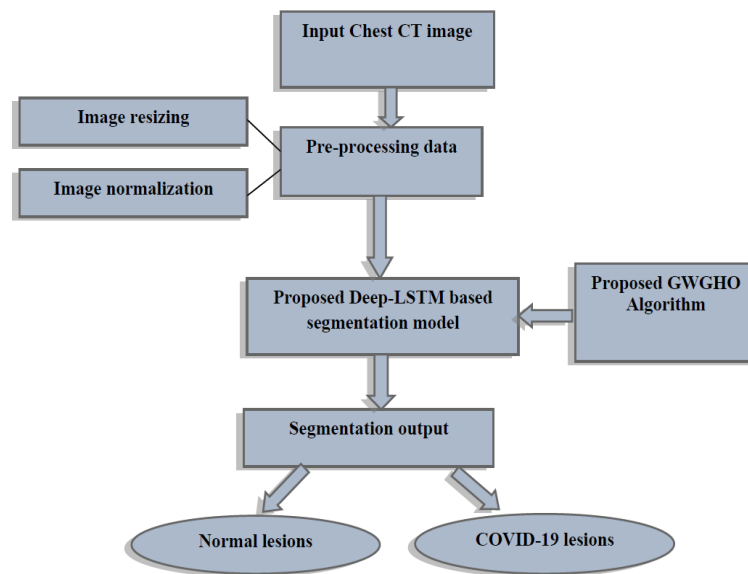 Input Chest CT image
Image resizing
Pre-processing data
Image normalization
Proposed Deep-LSTM based
segmentation model
Proposed GWGHO
Algorithm
Segmentation output
Normal lesions
COVID-19 lesions